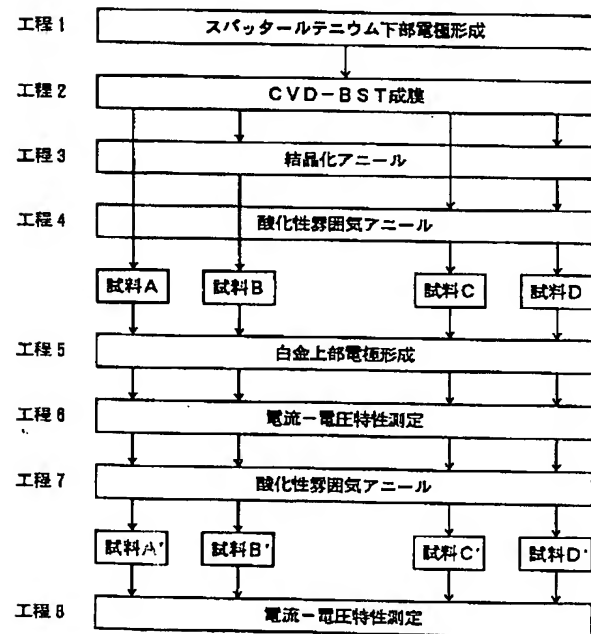 工程1 スパッタールテニウム下部電極形成
工程2 CVD-BST成膜
工程3 結晶化アニール
工程4 酸化性雰囲気アニール
試料A 試料B 試料C 試料D
工程5 白金上部電極形成
工程6 電流-電圧特性測定
工程7 酸化性雰囲気アニール
試料A' 試料B' 試料C' 試料D'
工程8 電流-電圧特性測定